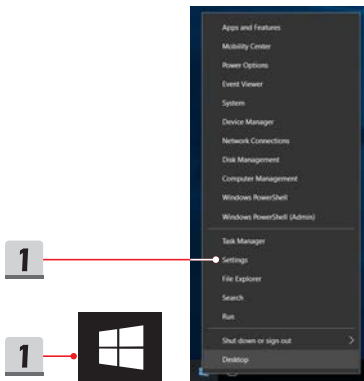 Apps and Features
Mobility Center
Power Options
Event Viewer
System
Device Manager
Network Connections
Disk Management
Computer Management
Windows PowerShell
Windows PowerShell (Admin)
Task Manager
1 Settings
File Explorer
Search
Run
Shut down or sign out
1
Desktop